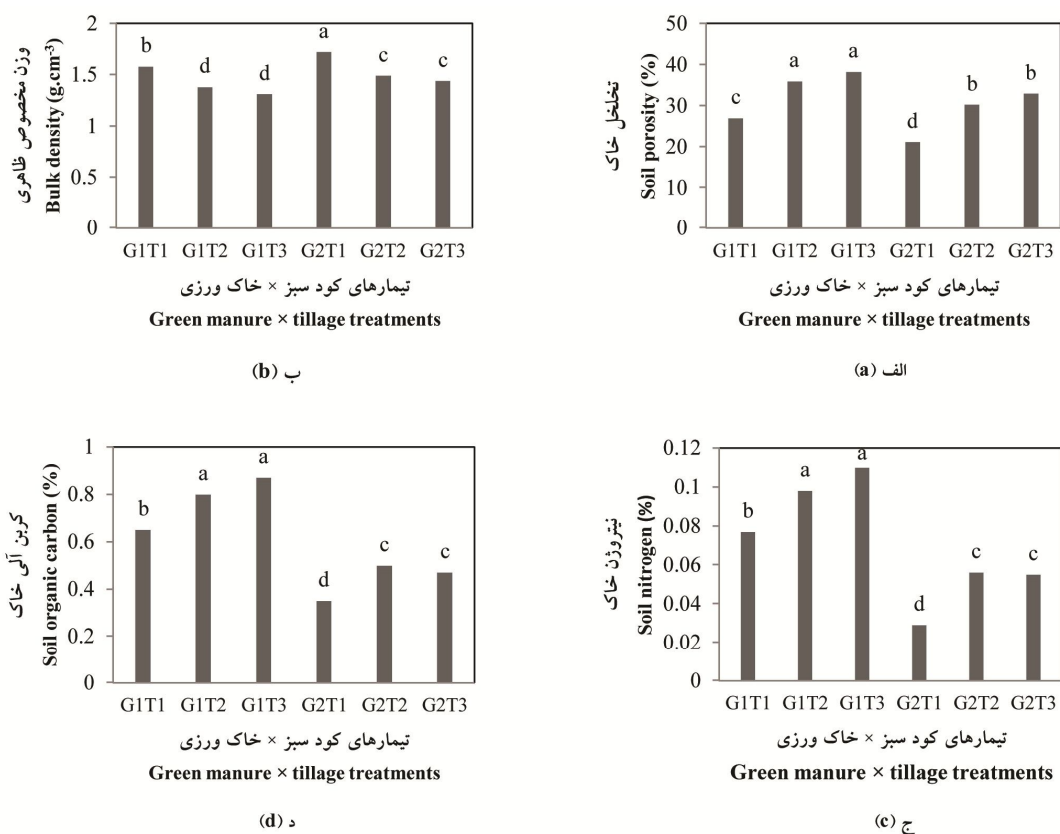 وزن مخصوص ظاهری
Bulk density (g.cm-3)
2
1.5
1
0.5
0
b
d
d
a
c
c
G1T1 G1T2 G1T3 G2T1 G2T2 G2T3
تیمارهای کود سبز × خاک ورزی
Green manure × tillage treatments
ب (b)
تخلخل خاک
Soil porosity (%)
50
40
30
20
10
0
c
a
a
d
b
b
G1T1 G1T2 G1T3 G2T1 G2T2 G2T3
تیمارهای کود سبز × خاک ورزی
Green manure × tillage treatments
الف (a)
کربن آلی خاک
Soil organic carbon (%)
1
0.8
0.6
0.4
0.2
0
b
a
a
d
c
c
G1T1 G1T2 G1T3 G2T1 G2T2 G2T3
تیمارهای کود سبز × خاک ورزی
Green manure × tillage treatments
د (d)
نیتروژن خاک
Soil nitrogen (%)
0.12
0.1
0.08
0.06
0.04
0.02
0
b
a
a
d
c
c
G1T1 G1T2 G1T3 G2T1 G2T2 G2T3
تیمارهای کود سبز × خاک ورزی
Green manure × tillage treatments
ج (c)